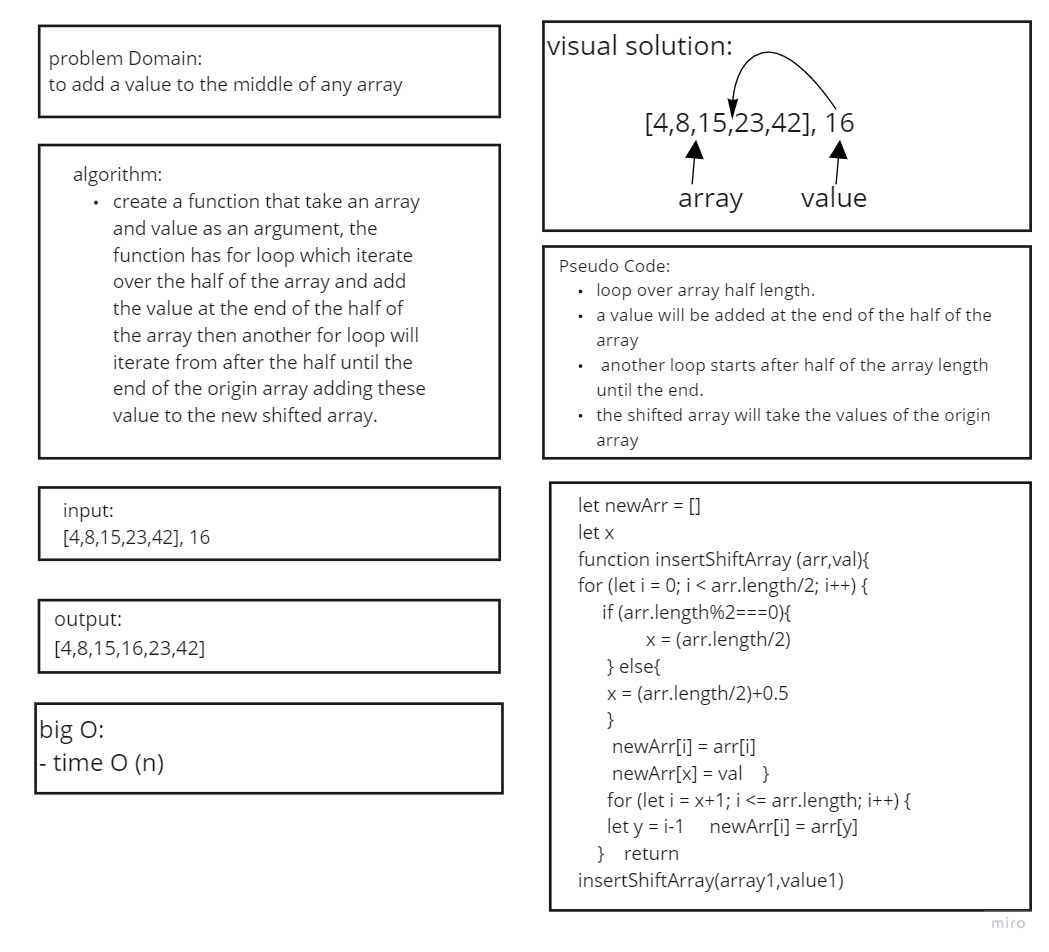 problem Domain:
to add a value to the middle of any array
algorithm:
• create a function that take an array
and value as an argument, the
function has for loop which iterate
over the half of the array and add
the value at the end of the half of
the array then another for loop will
iterate from after the half until the
end of the origin array adding these
value to the new shifted array.
input:
[4,8,15,23,42], 16
output:
[4,8,15,16,23,42]
big O:
- time O (n)
visual solution:
[4,8,15,23,42], 16
array value
Pseudo Code:
• loop over array half length.
• a value will be added at the end of the half of the
array
• another loop starts after half of the array length
until the end.
• the shifted array will take the values of the origin
array
let newArr = []
let x
function insertShiftArray (arr,val){
for (let i = 0; i < arr.length/2; i++) {
if (arr.length%2===0){
x = (arr.length/2)
} else{
x = (arr.length/2)+0.5
}
newArr[i] = arr[i]
newArr[x] = val }
for (let i = x+1; i <= arr.length; i++) {
let y = i-1 newArr[i] = arr[y]
} return
insertShiftArray(array1,value1)
miro